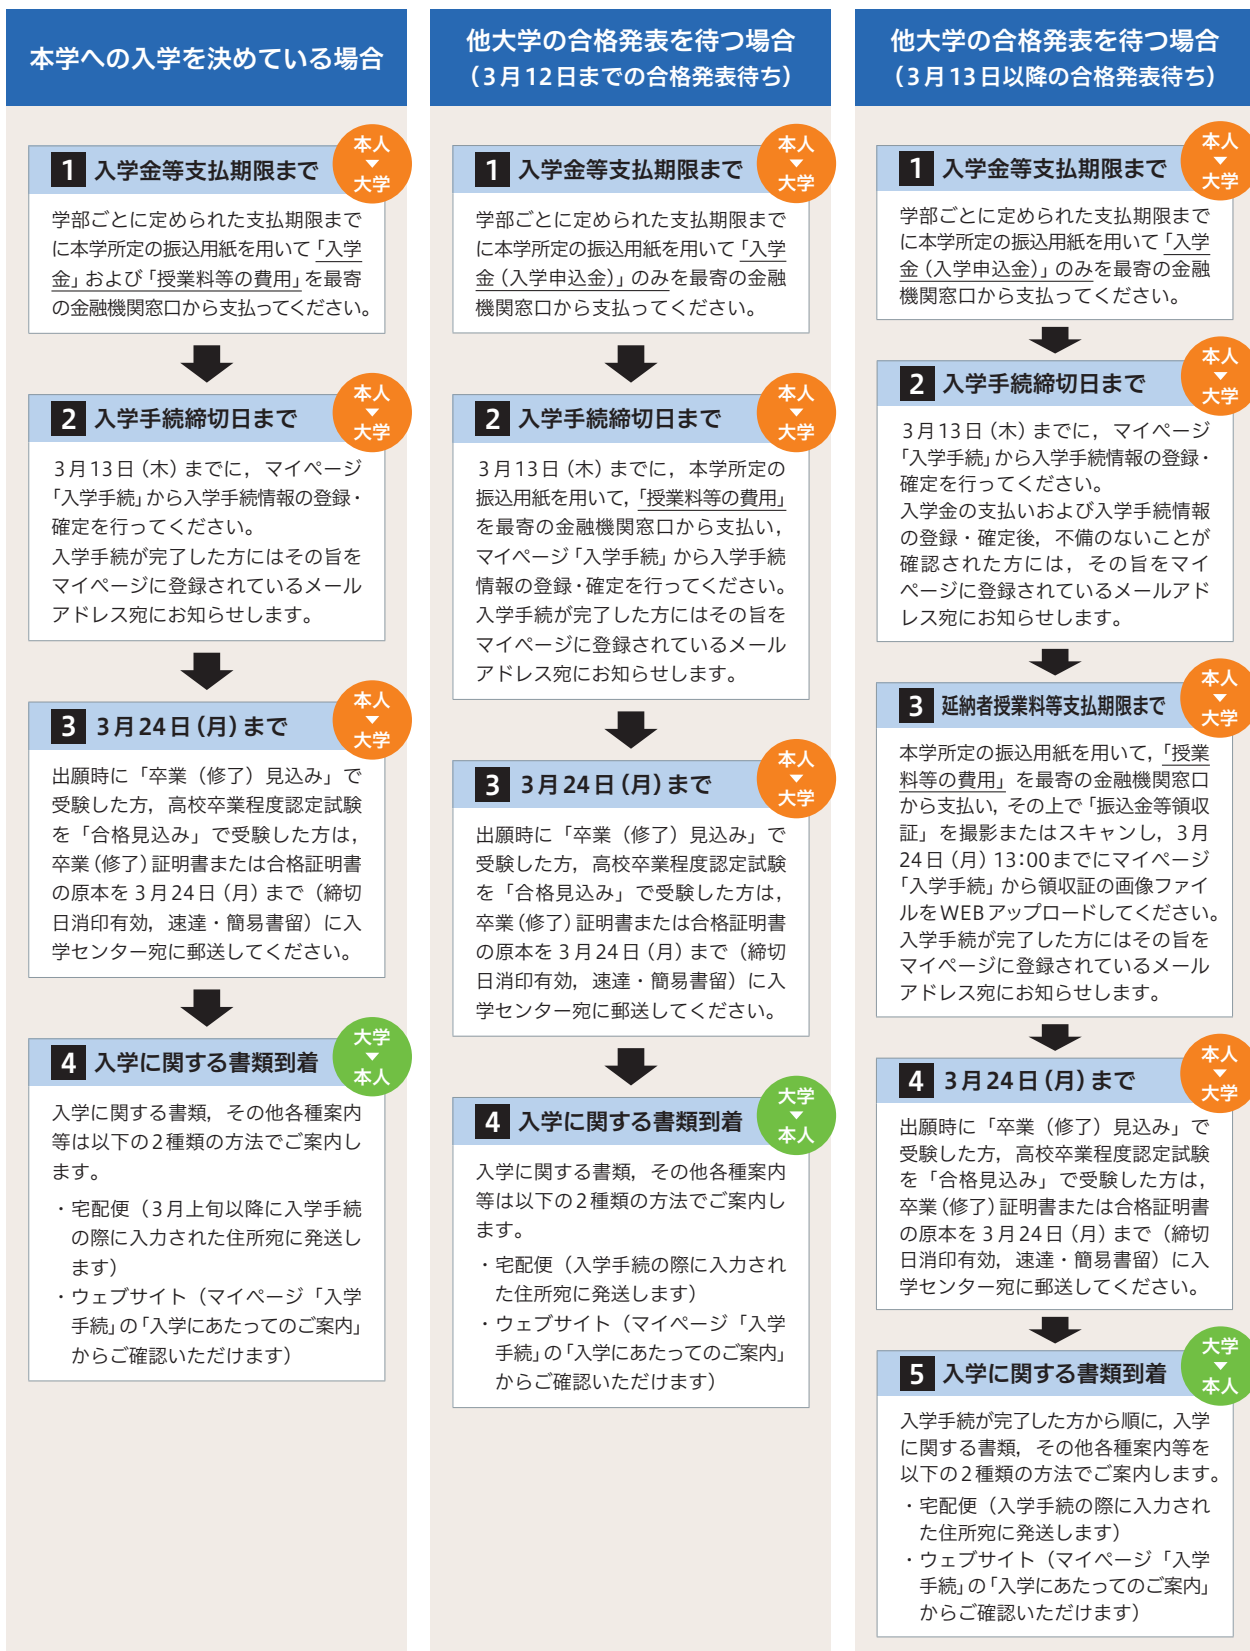 本学への入学を決めている場合
本人
▼
大学
1 入学金等支払期限まで
学部ごとに定められた支払期限まで
に本学所定の振込用紙を用いて「入学
金」および「授業料等の費用」を最寄
の金融機関窓口から支払ってください。
本人
▼
大学
2 入学手続締切日まで
3月13日（木）までに，マイページ
「入学手続」から入学手続情報の登録・
確定を行ってください。
入学手続が完了した方にはその旨を
マイページに登録されているメール
アドレス宛にお知らせします。
本人
▼
大学
3 3月24日（月）まで
出願時に「卒業（修了）見込み」で
受験した方，高校卒業程度認定試験
を「合格見込み」で受験した方は，
卒業（修了）証明書または合格証明書
の原本を3月24日（月）まで（締切
日消印有効，速達・簡易書留）に入
学センター宛に郵送してください。
大学
▼
本人
4 入学に関する書類到着
入学に関する書類，その他各種案内
等は以下の2種類の方法でご案内し
ます。
・宅配便（3月上旬以降に入学手続
の際に入力された住所宛に発送し
ます）
・ウェブサイト（マイページ「入学
手続」の「入学にあたってのご案内」
からご確認いただけます）
他大学の合格発表を待つ場合
（3月12日までの合格発表待ち）
本人
▼
大学
1 入学金等支払期限まで
学部ごとに定められた支払期限まで
に本学所定の振込用紙を用いて「入学
金（入学申込金）」のみを最寄の金融
機関窓口から支払ってください。
本人
▼
大学
2 入学手続締切日まで
3月13日（木）までに，本学所定の
振込用紙を用いて，「授業料等の費用」
を最寄の金融機関窓口から支払い，
マイページ「入学手続」から入学手続
情報の登録・確定を行ってください。
入学手続が完了した方にはその旨を
マイページに登録されているメール
アドレス宛にお知らせします。
本人
▼
大学
3 3月24日（月）まで
出願時に「卒業（修了）見込み」で
受験した方，高校卒業程度認定試験
を「合格見込み」で受験した方は，
卒業（修了）証明書または合格証明書
の原本を3月24日（月）まで（締切
日消印有効，速達・簡易書留）に入
学センター宛に郵送してください。
大学
▼
本人
4 入学に関する書類到着
入学に関する書類，その他各種案内
等は以下の2種類の方法でご案内し
ます。
・宅配便（入学手続の際に入力され
た住所宛に発送します）
・ウェブサイト（マイページ「入学
手続」の「入学にあたってのご案内」
からご確認いただけます）
他大学の合格発表を待つ場合
（3月13日以降の合格発表待ち）
本人
▼
大学
1 入学金等支払期限まで
学部ごとに定められた支払期限まで
に本学所定の振込用紙を用いて「入学
金（入学申込金）」のみを最寄の金融
機関窓口から支払ってください。
本人
▼
大学
2 入学手続締切日まで
3月13日（木）までに，マイページ
「入学手続」から入学手続情報の登録・
確定を行ってください。
入学金の支払いおよび入学手続情報
の登録・確定後，不備のないことが
確認された方には，その旨をマイ
ページに登録されているメールアド
レス宛にお知らせします。
本人
▼
大学
3 延納者授業料等支払期限まで
本学所定の振込用紙を用いて，「授業
料等の費用」を最寄の金融機関窓口
から支払い，その上で「振込金等領収
証」を撮影またはスキャンし，3月
24日（月）13:00までにマイページ
「入学手続」から領収証の画像ファイ
ルをWEBアップロードしてください。
入学手続が完了した方にはその旨を
マイページに登録されているメール
アドレス宛にお知らせします。
本人
▼
大学
4 3月24日（月）まで
出願時に「卒業（修了）見込み」で
受験した方，高校卒業程度認定試験
を「合格見込み」で受験した方は，
卒業（修了）証明書または合格証明書
の原本を3月24日（月）まで（締切
日消印有効，速達・簡易書留）に入
学センター宛に郵送してください。
大学
▼
本人
5 入学に関する書類到着
入学手続が完了した方から順に，入学
に関する書類，その他各種案内等を
以下の2種類の方法でご案内します。
・宅配便（入学手続の際に入力され
た住所宛に発送します）
・ウェブサイト（マイページ「入学
手続」の「入学にあたってのご案内」
からご確認いただけます）